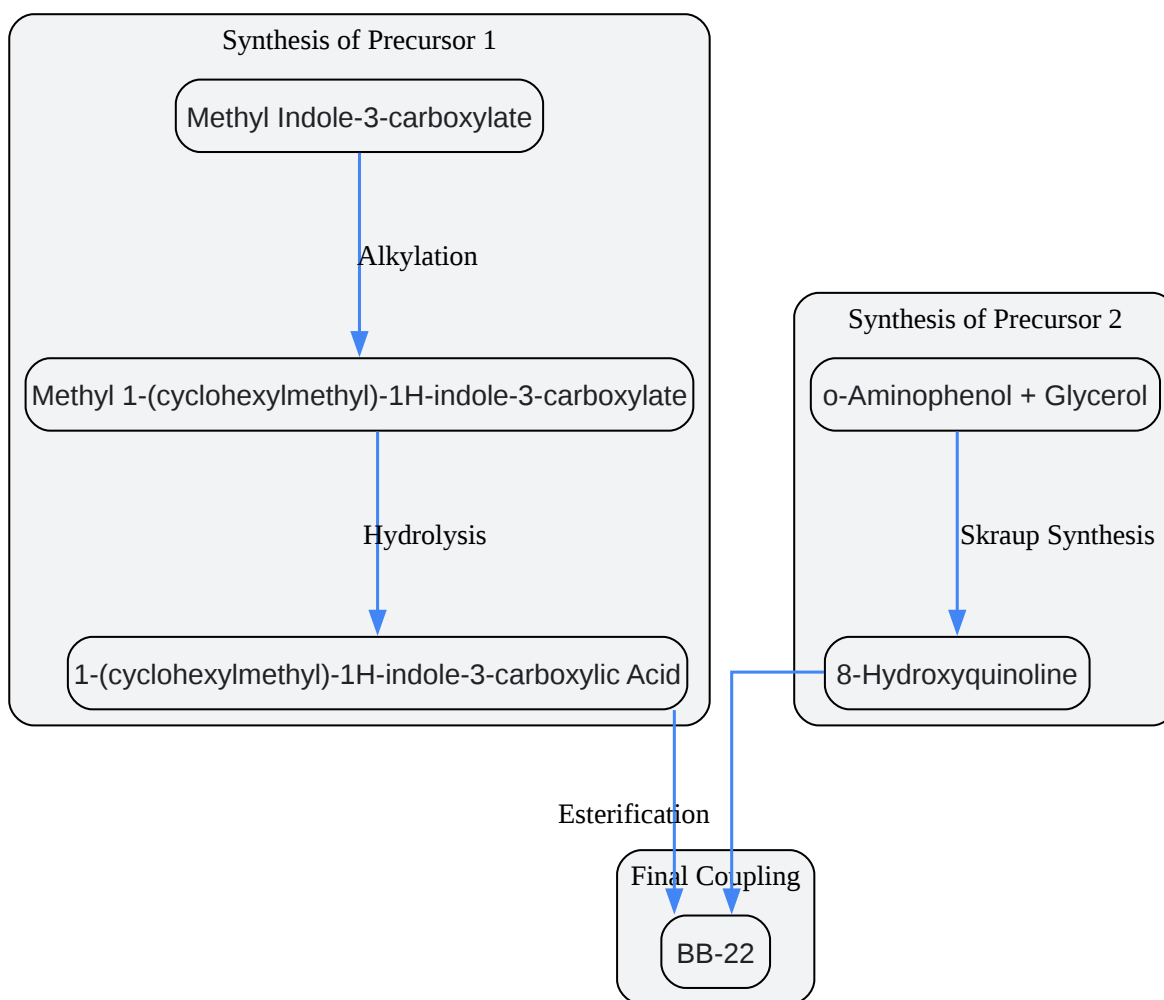 Synthesis of Precursor 1
Methyl Indole-3-carboxylate
Alkylation
Methyl 1-(cyclohexylmethyl)-1H-indole-3-carboxylate
Hydrolysis
1-(cyclohexylmethyl)-1H-indole-3-carboxylic Acid
Synthesis of Precursor 2
o-Aminophenol + Glycerol
Skraup Synthesis
8-Hydroxyquinoline
Esterification
Final Coupling
BB-22